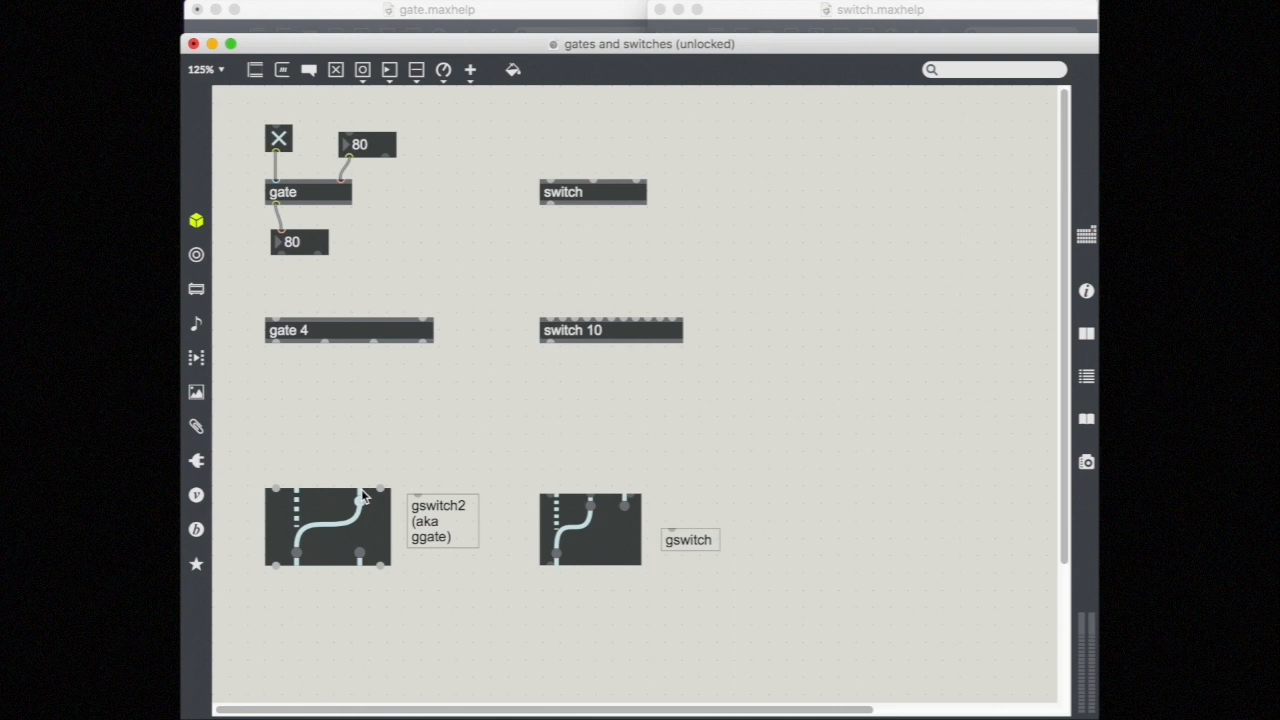 gate.maxhelp
switch.maxhelp
gates and switches (unlocked)
125%
80
gate
switch
80
gate 4
switch 10
gswitch2
(aka
ggate)
gswitch